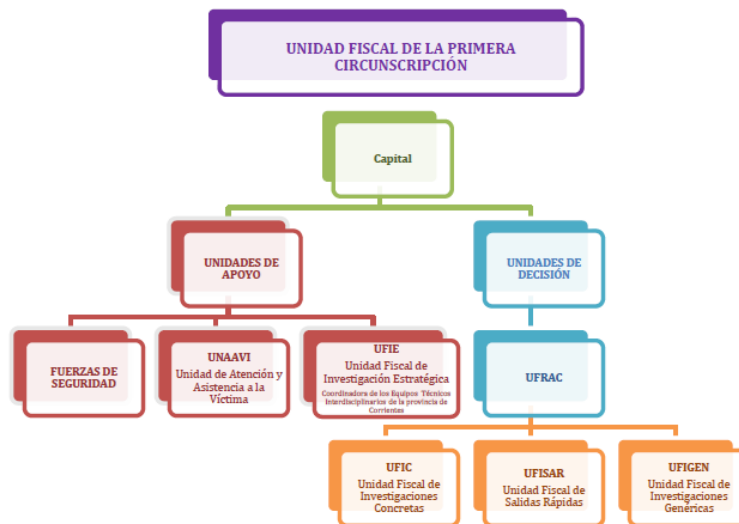 UNIDAD FISCAL DE LA PRIMERA
CIRCUNSCRIPCIÓN
Capital
UNIDADES DE
APOYO
UNIDADES DE
DECISIÓN
FUERZAS DE
SEGURIDAD
UNAAVI
Unidad de Atención y
Asistencia a la
Víctima
UFIE
Unidad Fiscal de
Investigación Estratégica
Coordinadora de los Equipos Técnicos
Interdisciplinarios de la provincia de
Corrientes
UFRAC
UFIC
Unidad Fiscal de
Investigaciones
Concretas
UFISAR
Unidad Fiscal de
Salidas Rápidas
UFIGEN
Unidad Fiscal de
Investigaciones
Genéricas